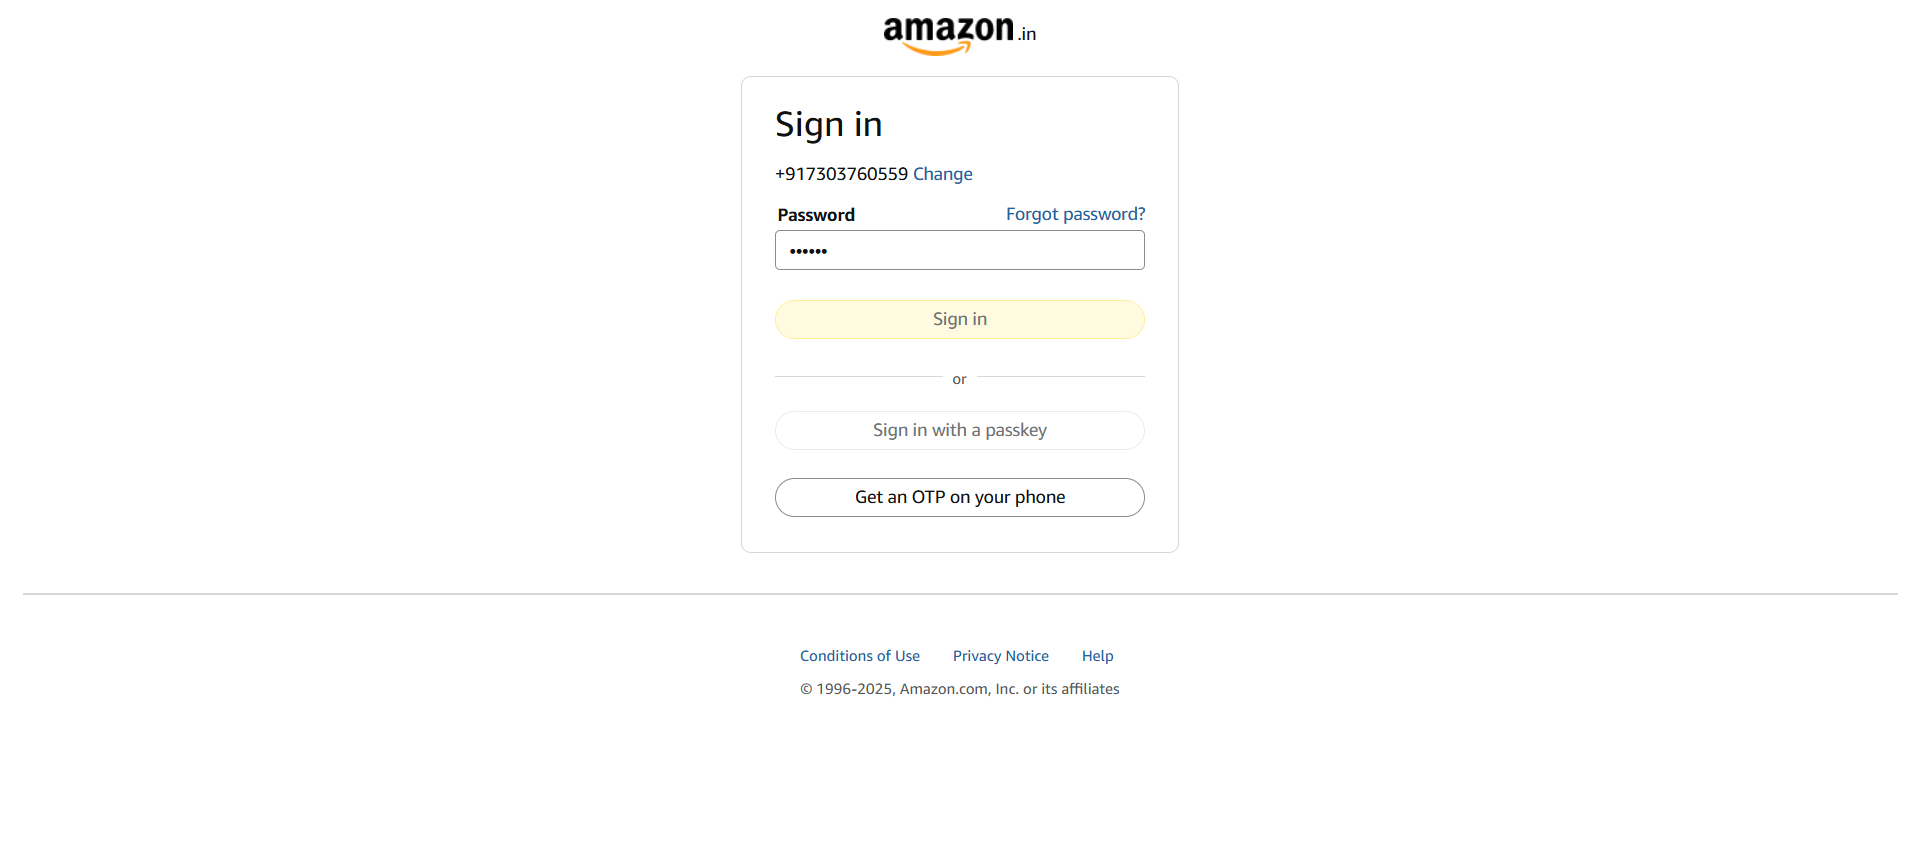 amazon.in
Sign in
+917303760559 Change
Password Forgot password?
••••••
Sign in
or
Sign in with a passkey
Get an OTP on your phone
Conditions of Use Privacy Notice Help
© 1996-2025, Amazon.com, Inc. or its affiliates